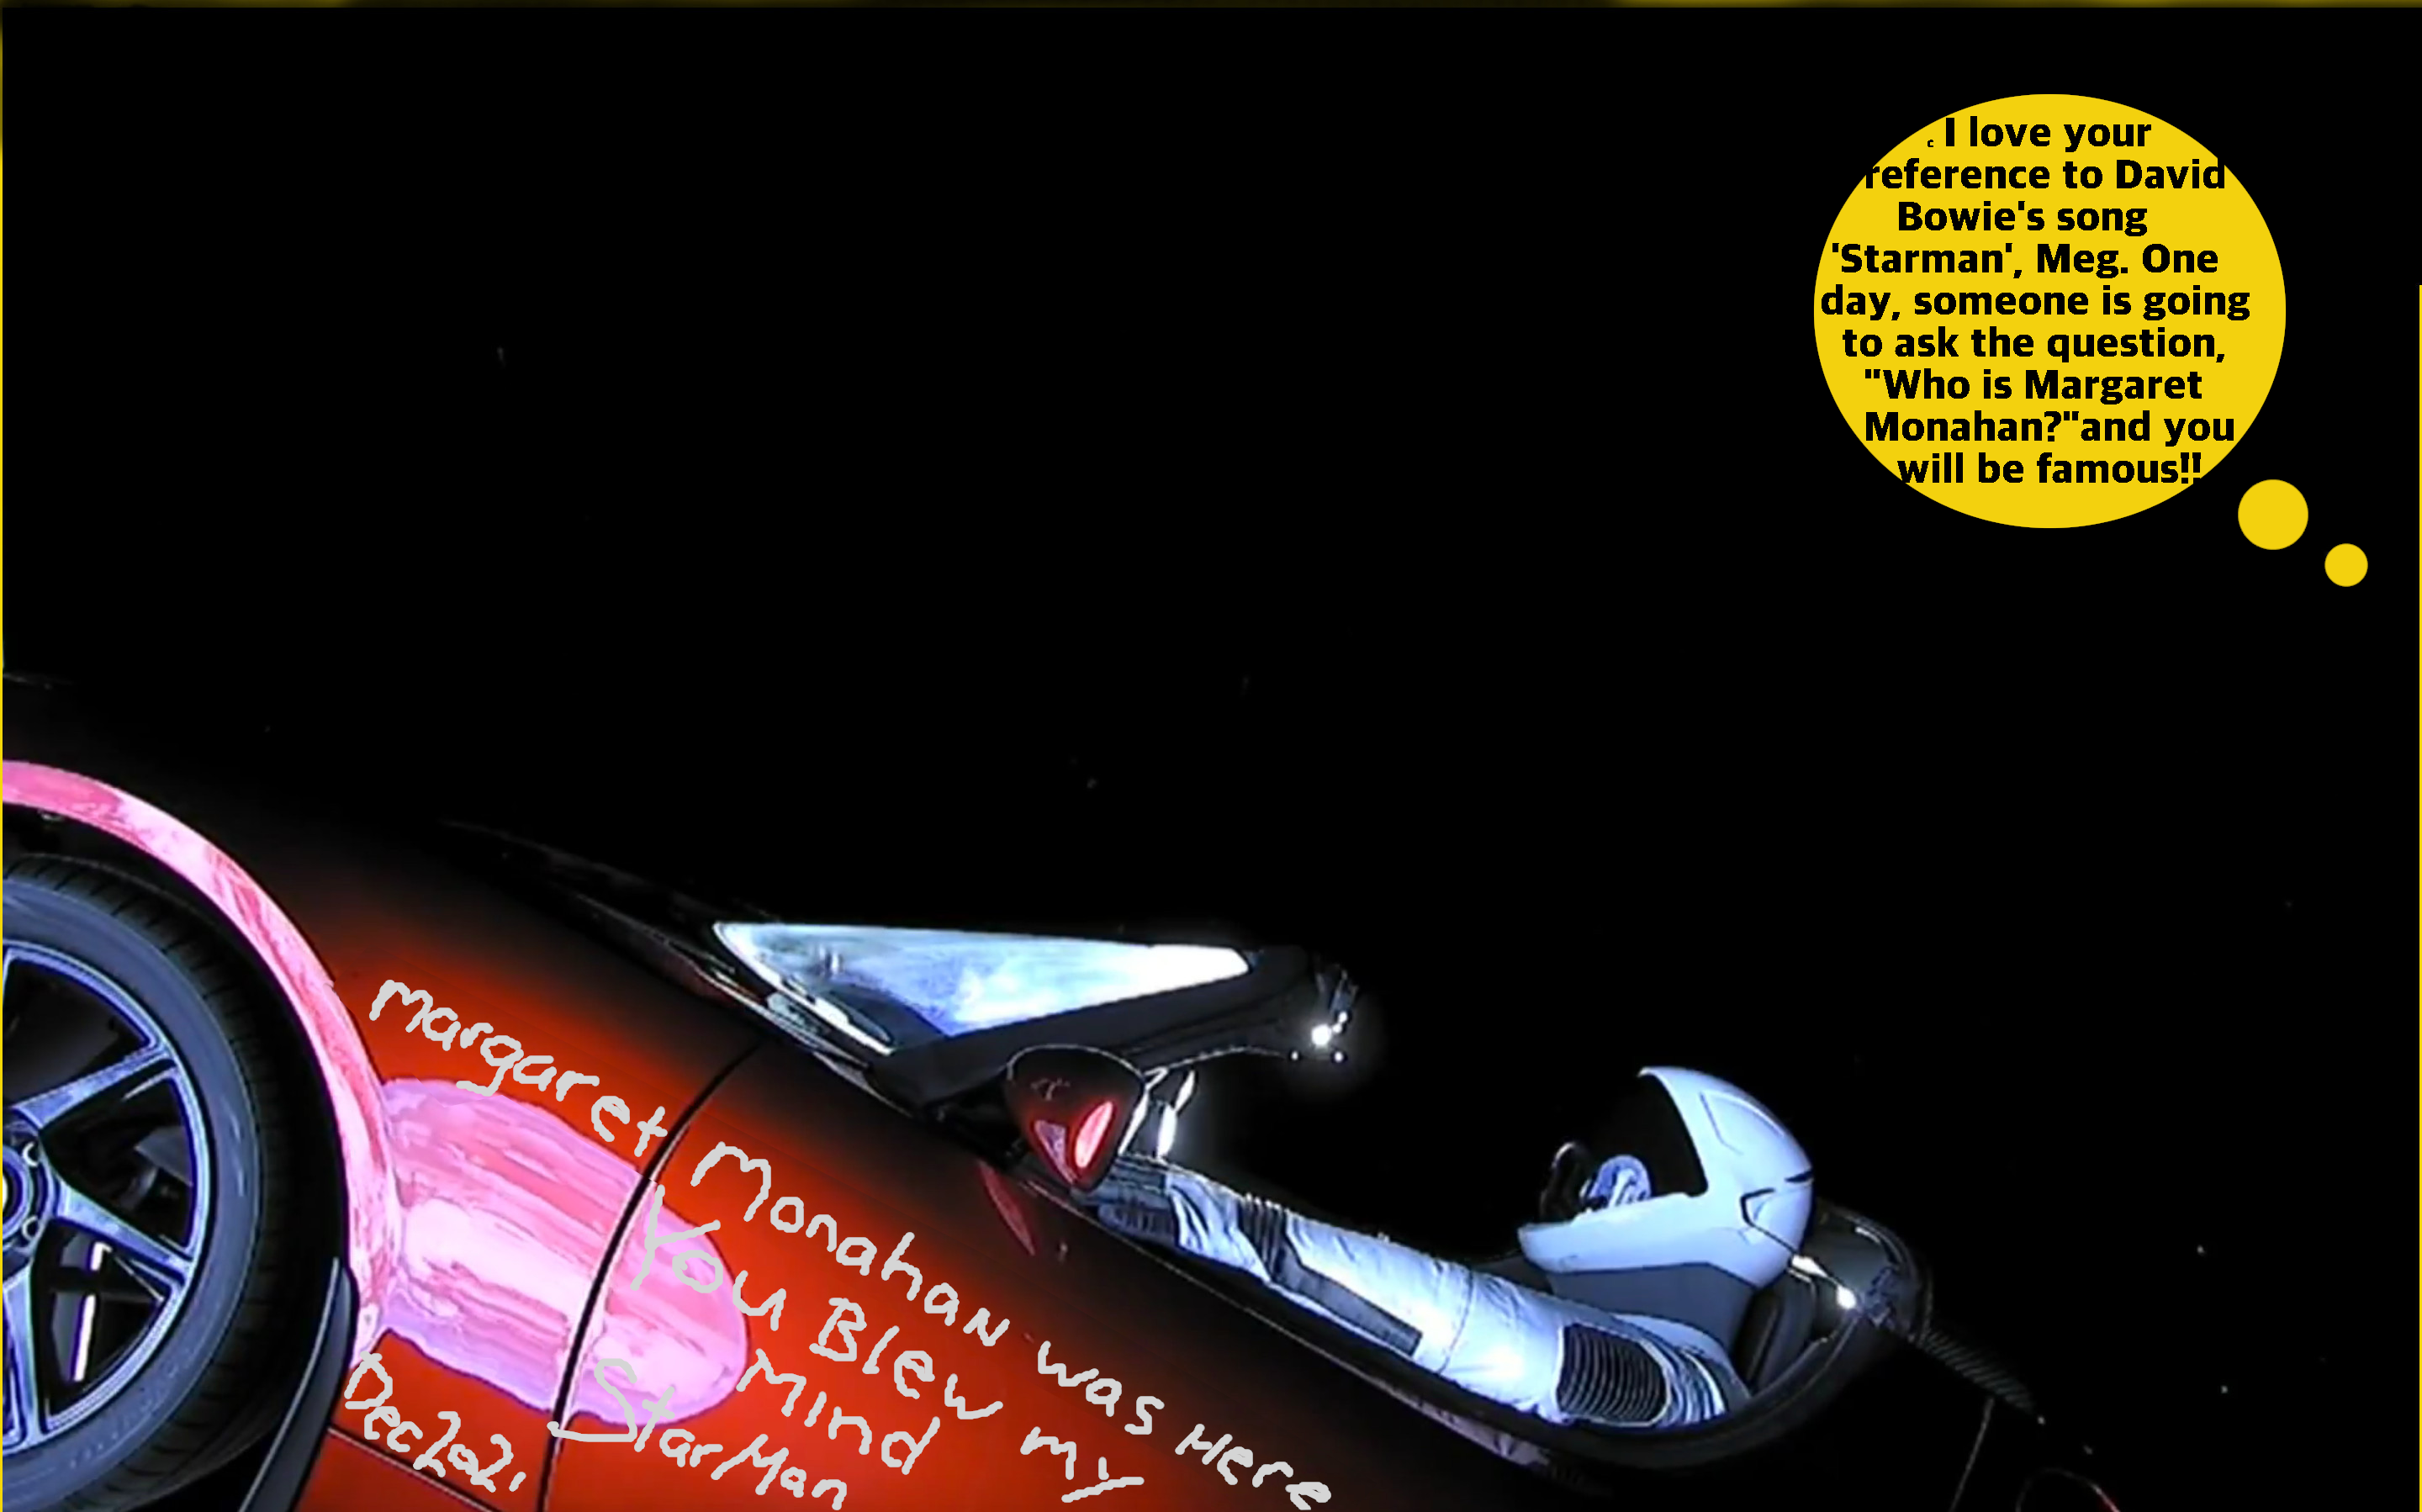 I love your
reference to David
Bowie's song
'Starman', Meg. One
day, someone is going
to ask the question,
"Who is Margaret
Monahan?"and you
will be famous!!
Margaret Monahan was Here
You Blew my
Mind
StarMan
Dec2021